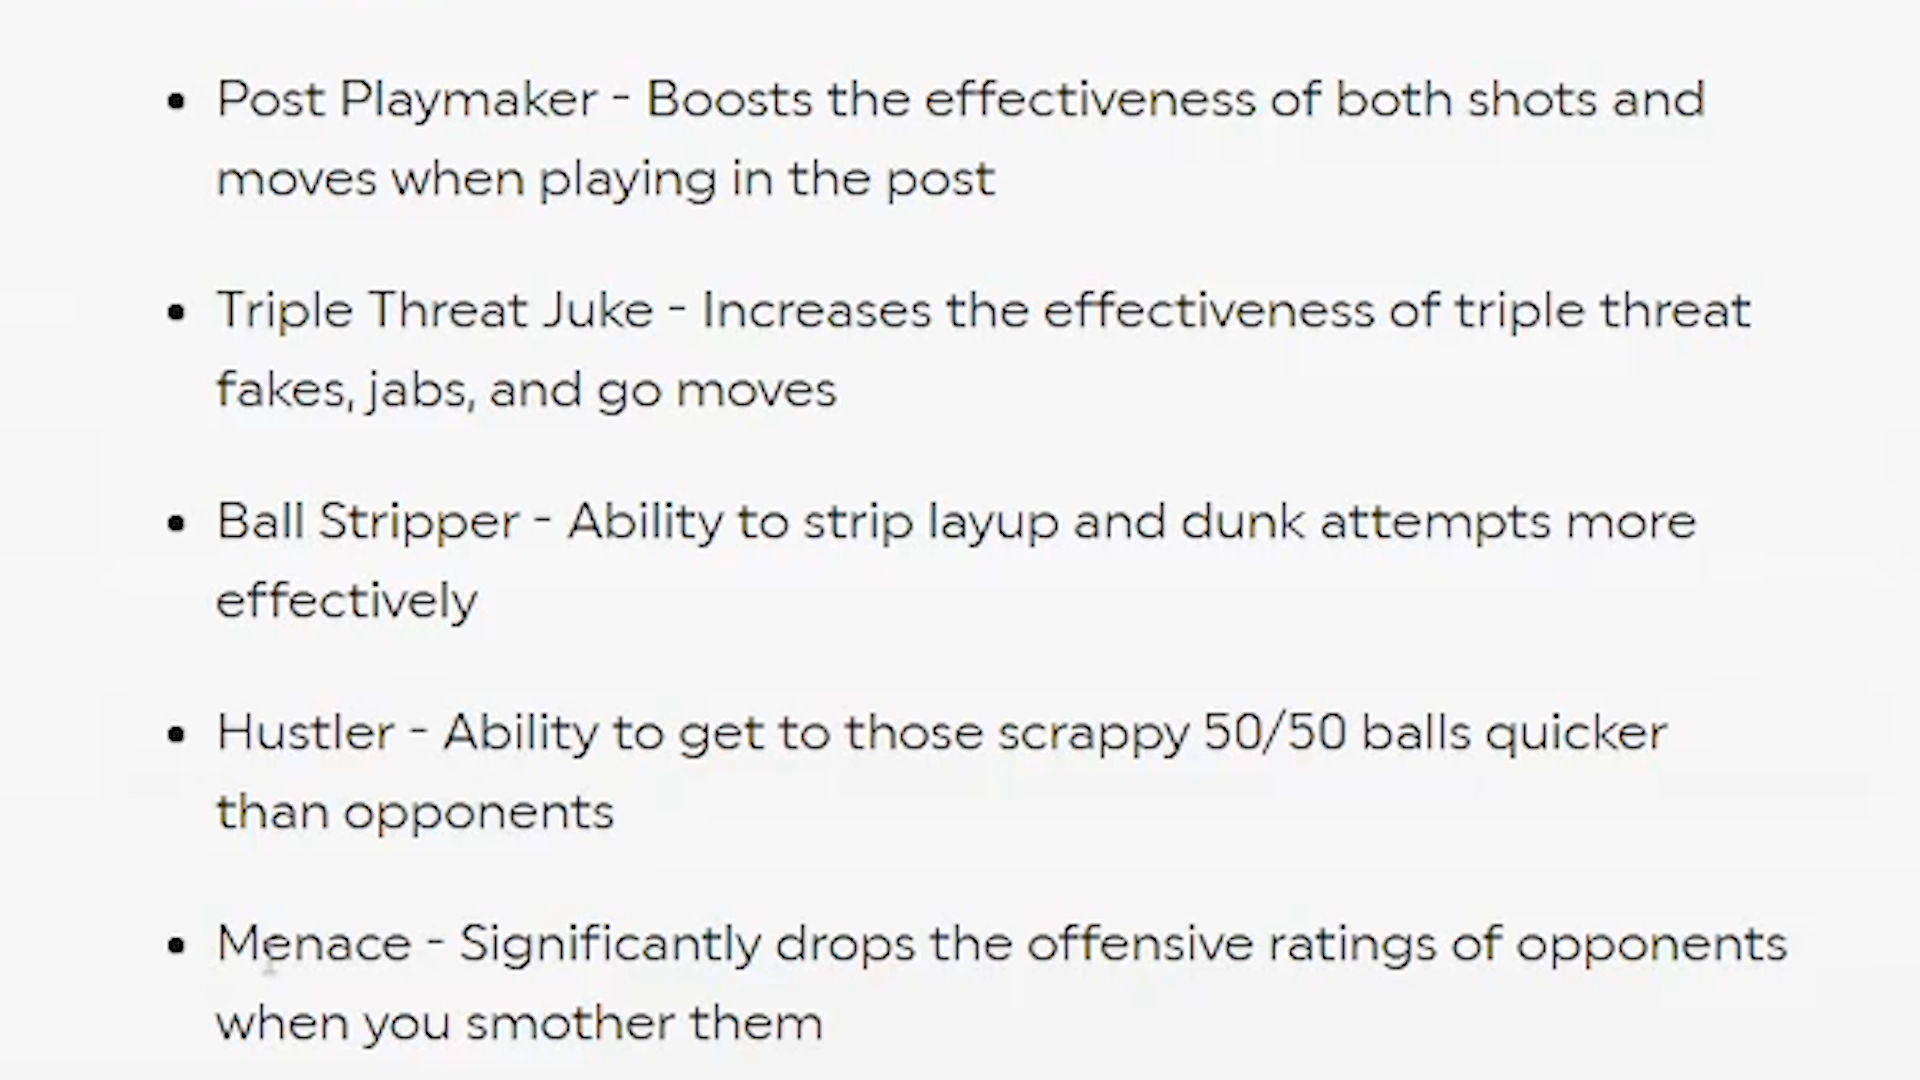 • Post Playmaker - Boosts the effectiveness of both shots and
moves when playing in the post
• Triple Threat Juke - Increases the effectiveness of triple threat
fakes, jabs, and go moves
• Ball Stripper - Ability to strip layup and dunk attempts more
effectively
• Hustler - Ability to get to those scrappy 50/50 balls quicker
than opponents
• Menace - Significantly drops the offensive ratings of opponents
when you smother them